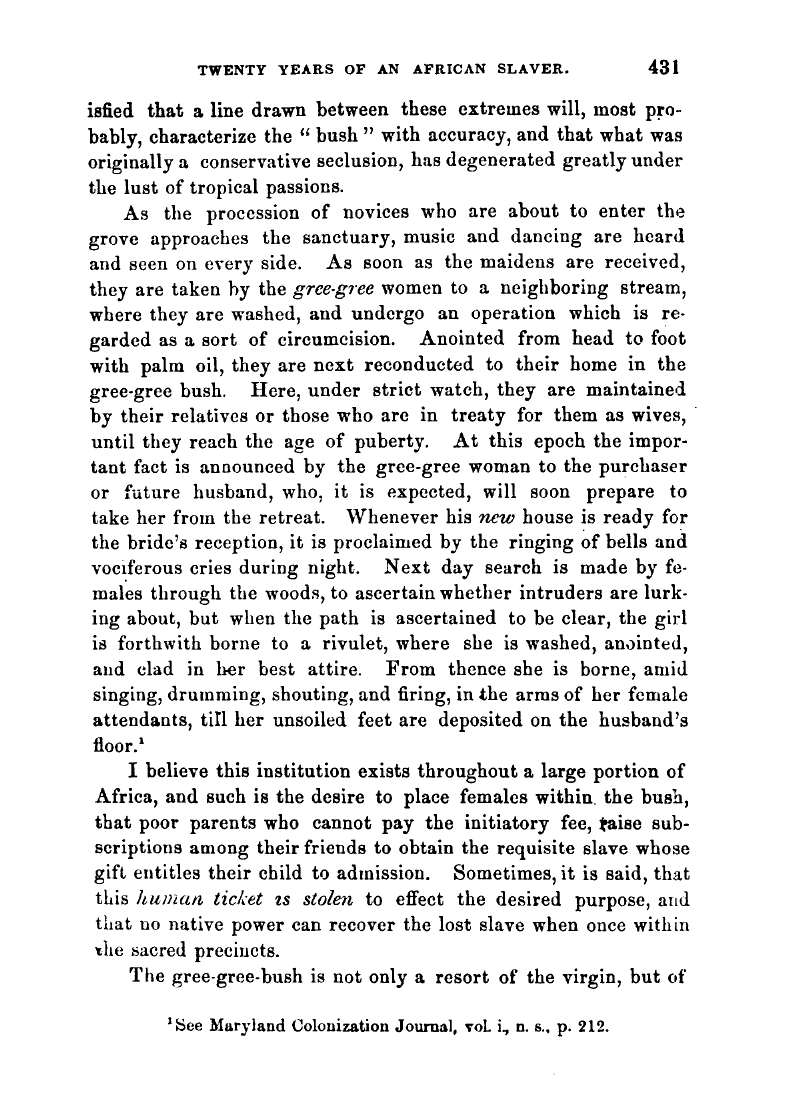 TWENTY YEARS OF AN AFRICAN SLAVER. 431
isfied that a line drawn between these extremes will, most pro-
bably, characterize the “ bush ” with accuracy, and that what was
originally a conservative seclusion, has degenerated greatly under
the lust of tropical passions.
As the procession of novices who are about to enter the
grove approaches the sanctuary, music and dancing are heard
and seen on every side. As soon as the maidens are received,
they are taken by the gree-gree women to a neighboring stream,
where they are washed, and undergo an operation which is re-
garded as a sort of circumcision. Anointed from head to foot
with palm oil, they are next reconducted to their home in the
gree-gree bush. Here, under strict watch, they are maintained
by their relatives or those who are in treaty for them as wives,
until they reach the age of puberty. At this epoch the impor-
tant fact is announced by the gree-gree woman to the purchaser
or future husband, who, it is expected, will soon prepare to
take her from the retreat. Whenever his new house is ready for
the bride's reception, it is proclaimed by the ringing of bells and
vociferous cries during night. Next day search is made by fe-
males through the woods, to ascertain whether intruders are lurk-
ing about, but when the path is ascertained to be clear, the girl
is forthwith borne to a rivulet, where she is washed, anointed,
and clad in her best attire. From thence she is borne, amid
singing, drumming, shouting, and firing, in the arms of her female
attendants, till her unsoiled feet are deposited on the husband's
floor.¹
I believe this institution exists throughout a large portion of
Africa, and such is the desire to place females within the bush,
that poor parents who cannot pay the initiatory fee, raise sub-
scriptions among their friends to obtain the requisite slave whose
gift entitles their child to admission. Sometimes, it is said, that
this human ticket is stolen to effect the desired purpose, and
that no native power can recover the lost slave when once within
the sacred precincts.
The gree-gree-bush is not only a resort of the virgin, but of
¹ See Maryland Colonization Journal, vol. i., n. s., p. 212.